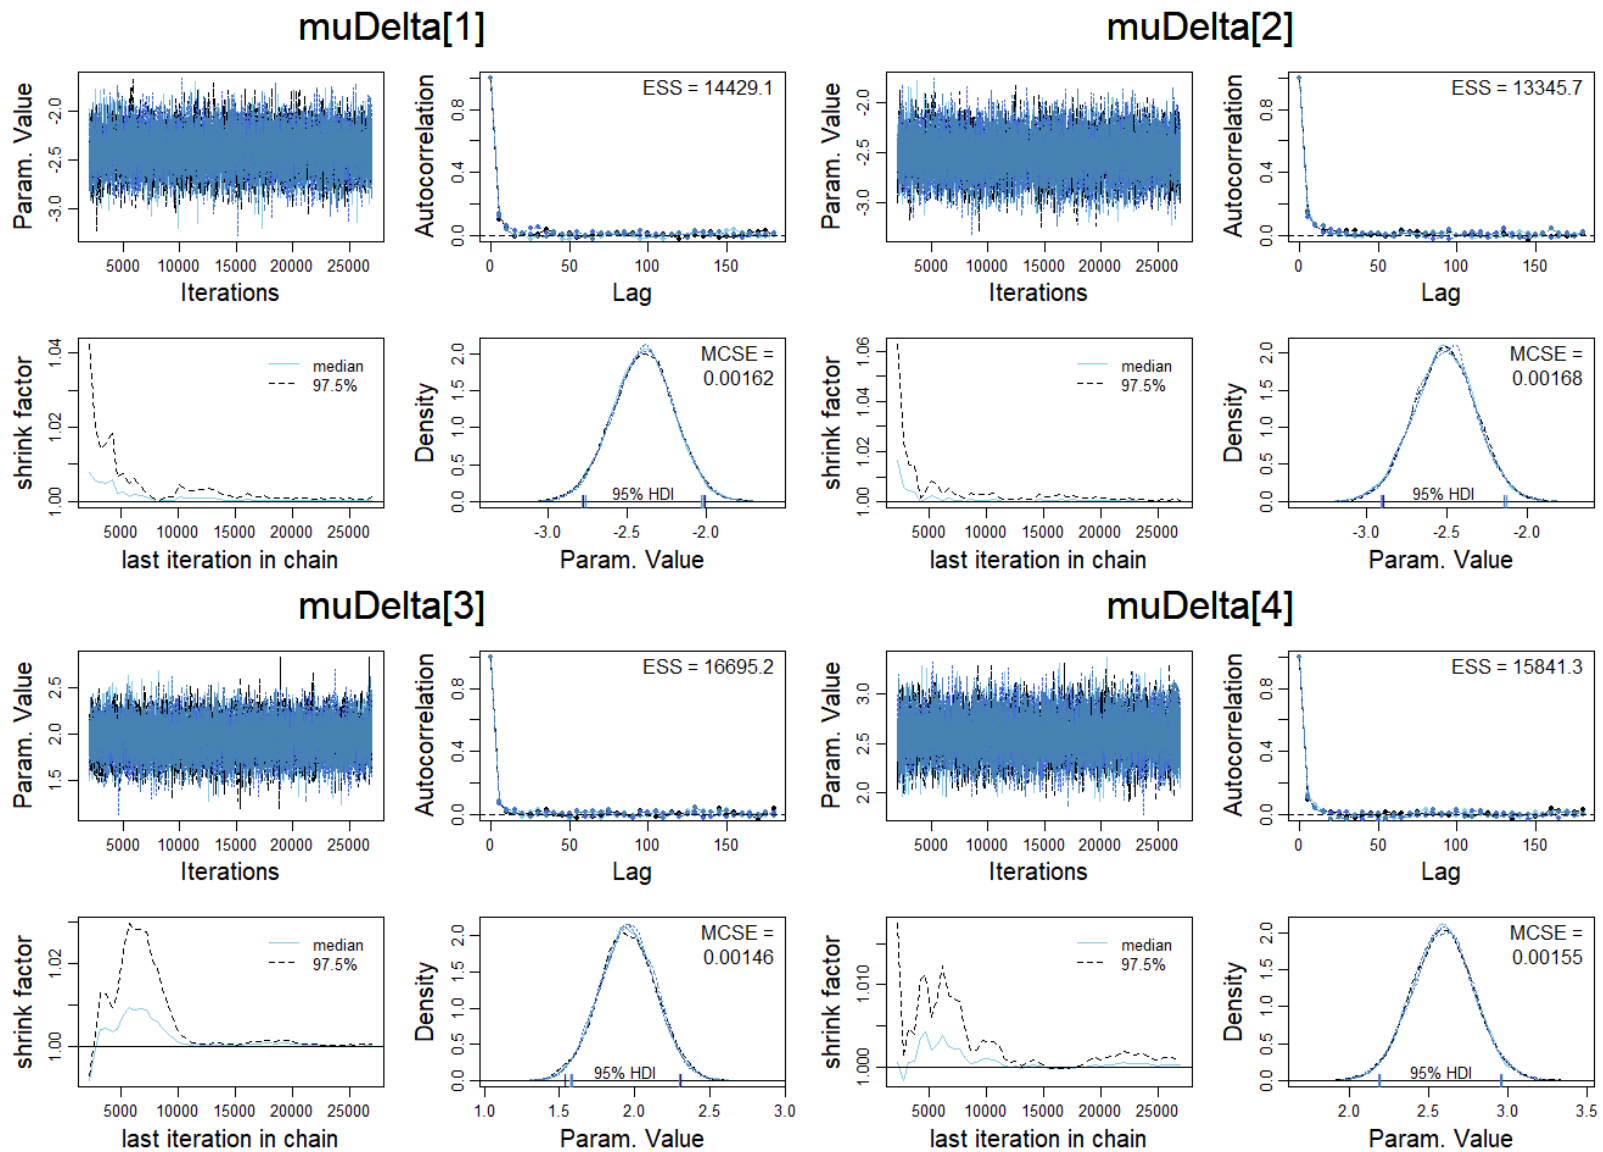 muDelta[1]
Param. Value
-3.0 -2.5 -2.0
5000 10000 15000 20000 25000
Iterations
Autocorrelation
0.0 0.4 0.8
ESS = 14429.1
0 50 100 150
Lag
shrink factor
1.00 1.02 1.04
median
97.5%
5000 10000 15000 20000 25000
last iteration in chain
Density
0.0 0.5 1.0 1.5 2.0
MCSE =
0.00162
95% HDI
-3.0 -2.5 -2.0
Param. Value
muDelta[2]
Param. Value
-3.0 -2.5 -2.0
5000 10000 15000 20000 25000
Iterations
Autocorrelation
0.0 0.4 0.8
ESS = 13345.7
0 50 100 150
Lag
shrink factor
1.00 1.02 1.04 1.06
median
97.5%
5000 10000 15000 20000 25000
last iteration in chain
Density
0.0 0.5 1.0 1.5 2.0
MCSE =
0.00168
95% HDI
-3.0 -2.5 -2.0
Param. Value
muDelta[3]
Param. Value
1.5 2.0 2.5
5000 10000 15000 20000 25000
Iterations
Autocorrelation
0.0 0.4 0.8
ESS = 16695.2
0 50 100 150
Lag
shrink factor
1.00 1.02
median
97.5%
5000 10000 15000 20000 25000
last iteration in chain
Density
0.0 0.5 1.0 1.5 2.0
MCSE =
0.00146
95% HDI
1.0 1.5 2.0 2.5 3.0
Param. Value
muDelta[4]
Param. Value
2.0 2.5 3.0
5000 10000 15000 20000 25000
Iterations
Autocorrelation
0.0 0.4 0.8
ESS = 15841.3
0 50 100 150
Lag
shrink factor
1.000 1.010
median
97.5%
5000 10000 15000 20000 25000
last iteration in chain
Density
0.0 0.5 1.0 1.5 2.0
MCSE =
0.00155
95% HDI
2.0 2.5 3.0 3.5
Param. Value